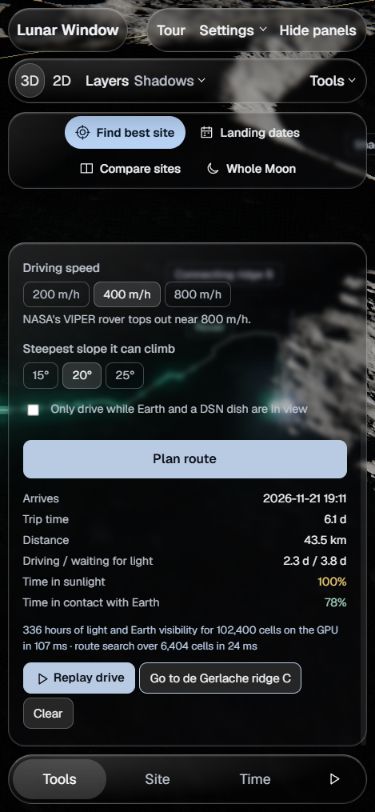 Lunar Window
Tour Settings Hide panels
3D 2D Layers Shadows Tools
Find best site Landing dates
Compare sites Whole Moon
Connecting ridge
Driving speed
200 m/h 400 m/h 800 m/h
NASA's VIPER rover tops out near 800 m/h.
Steepest slope it can climb
15° 20° 25°
Only drive while Earth and a DSN dish are in view
Plan route
Arrives 2026-11-21 19:11
Trip time 6.1 d
Distance 43.5 km
Driving / waiting for light 2.3 d / 3.8 d
Time in sunlight 100%
Time in contact with Earth 78%
336 hours of light and Earth visibility for 102,400 cells on the GPU
in 107 ms · route search over 6,404 cells in 24 ms
Replay drive Go to de Gerlache ridge C
Clear
Tools Site Time